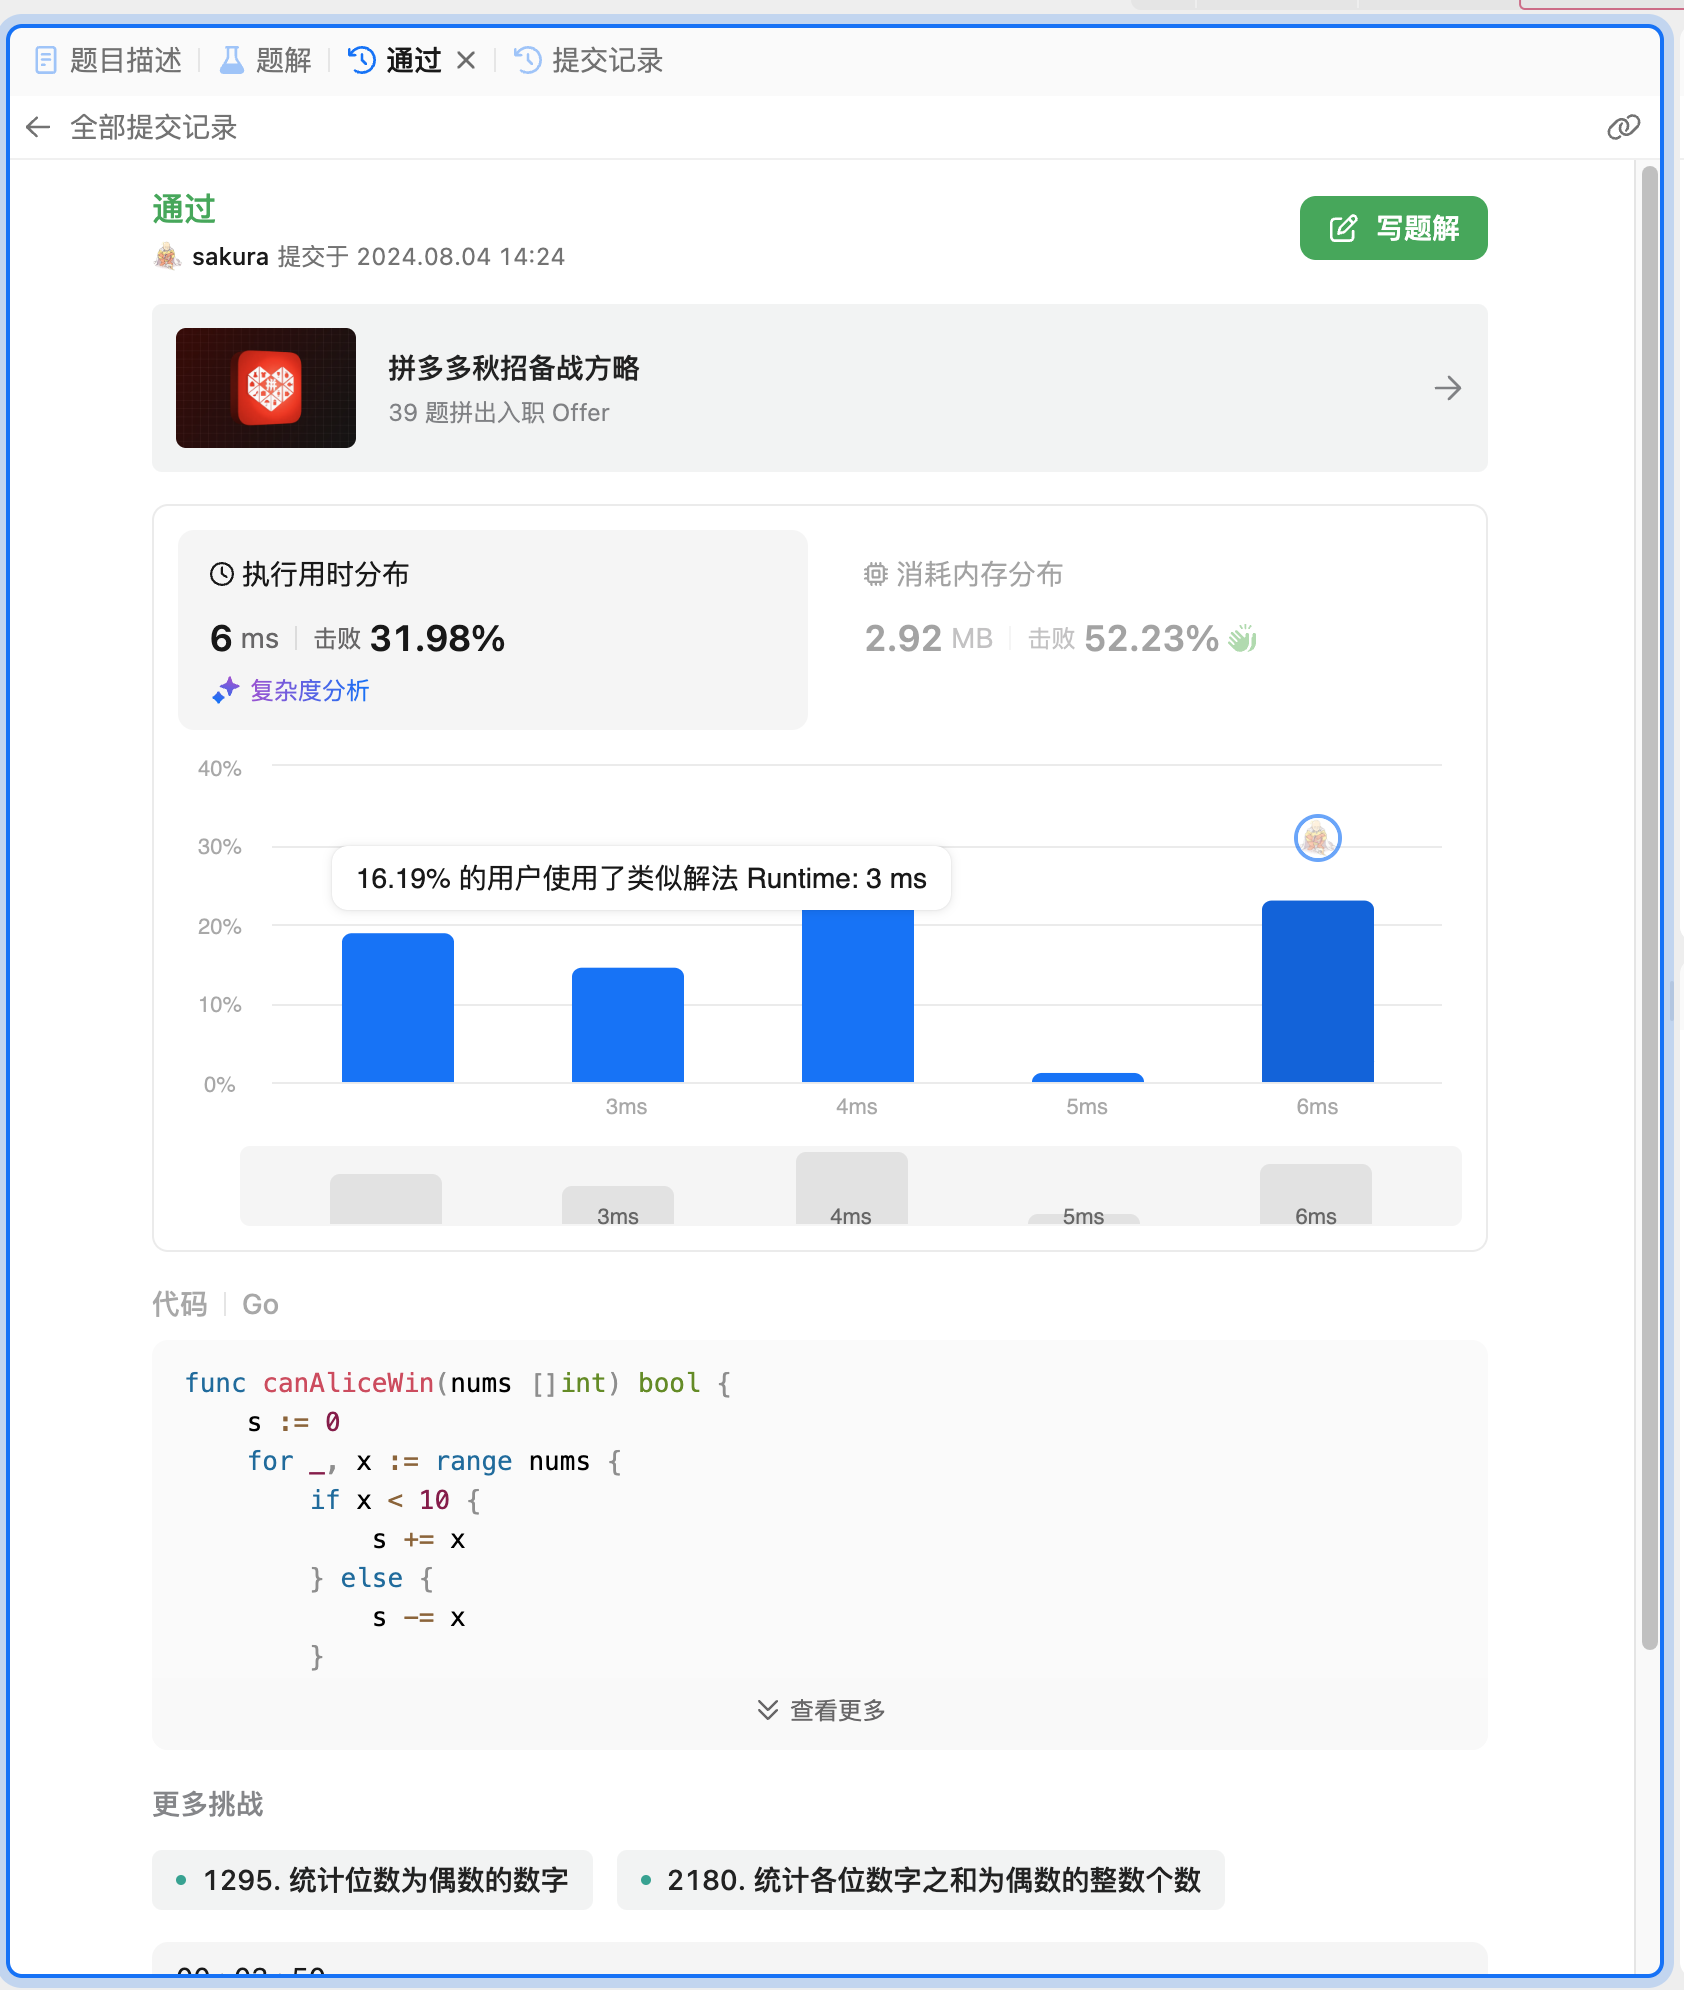 题目描述 题解 通过 提交记录
全部提交记录
通过
写题解
sakura 提交于 2024.08.04 14:24
拼多多秋招备战方略
39 题拼出入职 Offer
执行用时分布
6 ms 击败 31.98%
复杂度分析
消耗内存分布
2.92 MB 击败 52.23%
40%
30%
16.19% 的用户使用了类似解法 Runtime: 3 ms
20%
10%
0%
3ms 4ms 5ms 6ms
3ms 4ms 5ms 6ms
代码 Go
func canAliceWin(nums []int) bool {
    s := 0
    for _, x := range nums {
        if x < 10 {
            s += x
        } else {
            s -= x
        }
查看更多
更多挑战
1295. 统计位数为偶数的数字
2180. 统计各位数字之和为偶数的整数个数